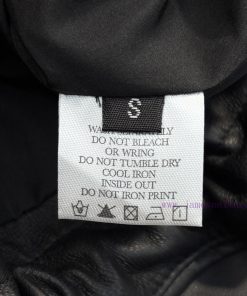 S
DO NOT BLEACH
OR WRING
DO NOT TUMBLE DRY
COOL IRON
INSIDE OUT
DO NOT IRON PRINT